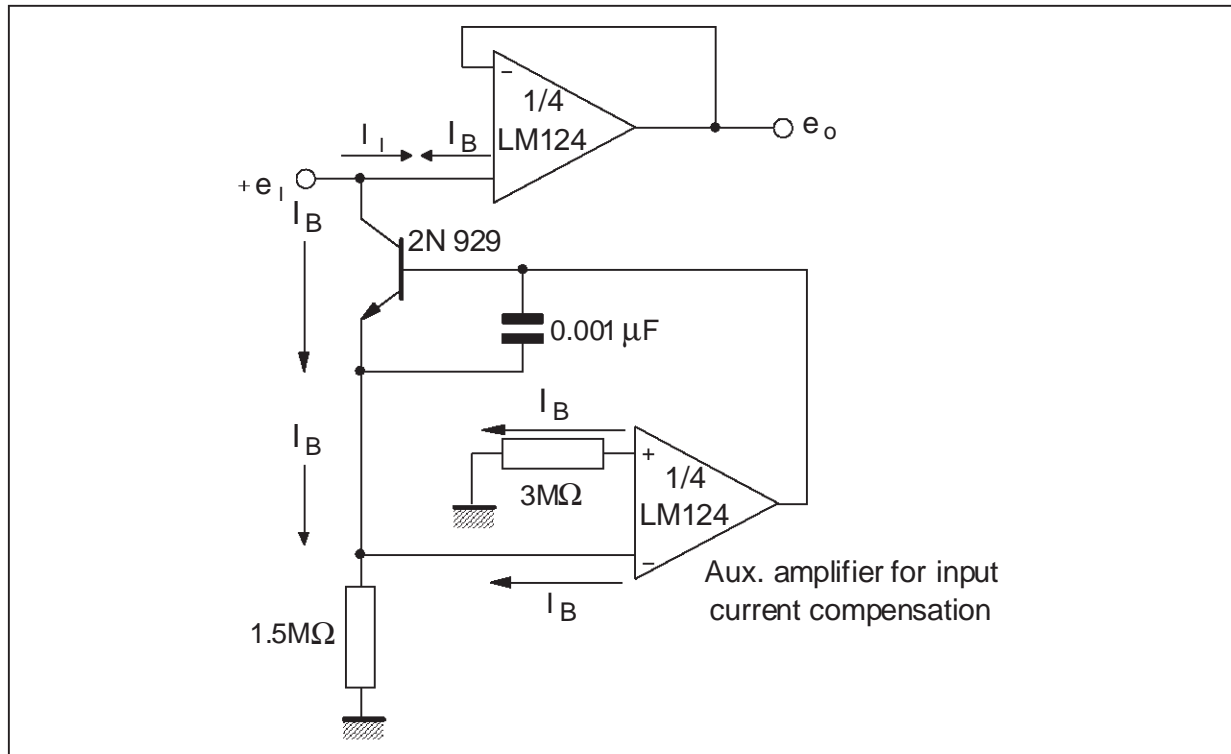 −
1/4
LM124
e o
I I
I B
+e I
I B
2N 929
0.001 µF
I B
I B
+
1/4
3MΩ
LM124
−
I B
Aux. amplifier for input
current compensation
1.5MΩ